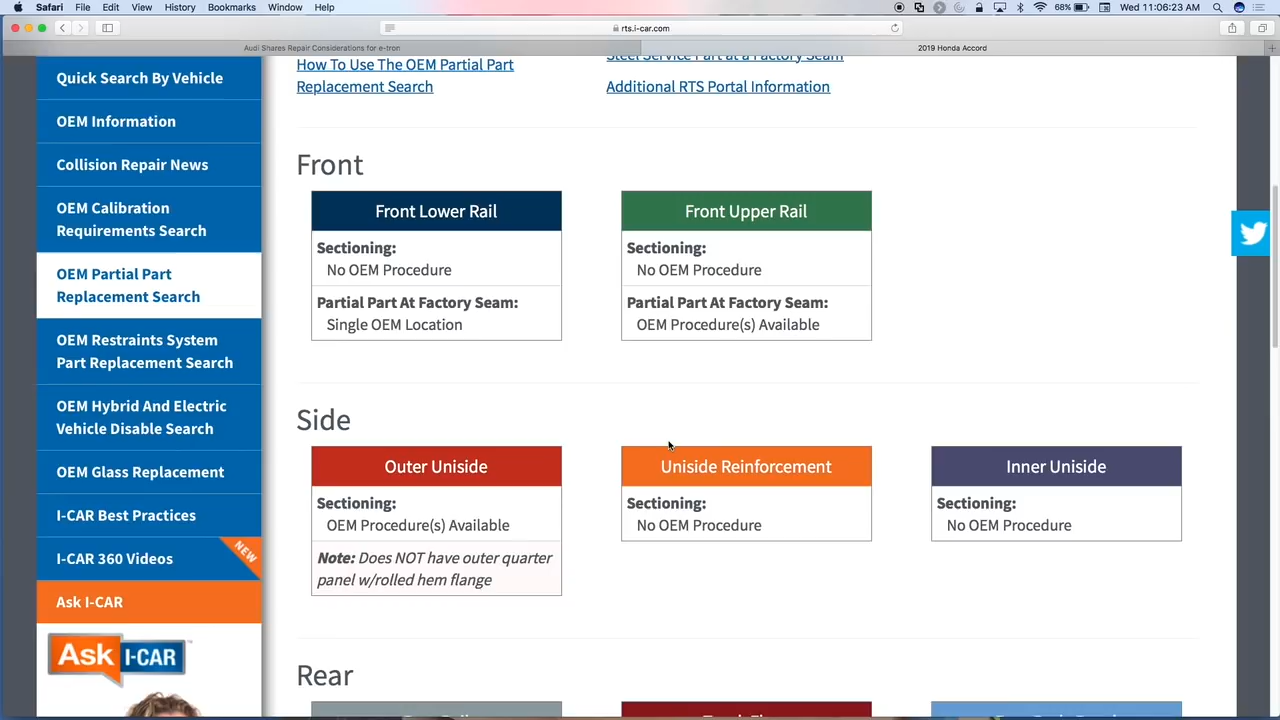 Safari File Edit View History Bookmarks Window Help 68% Wed 11:06:23 AM
rts.i-car.com
Audi Shares Repair Considerations for e-tron 2019 Honda Accord
Quick Search By Vehicle
OEM Information
Collision Repair News
OEM Calibration
Requirements Search
OEM Partial Part
Replacement Search
OEM Restraints System
Part Replacement Search
OEM Hybrid And Electric
Vehicle Disable Search
OEM Glass Replacement
I-CAR Best Practices
I-CAR 360 Videos
NEW
Ask I-CAR
Ask I-CAR
How To Use The OEM Partial Part
Replacement Search
Steel Service Part at a Factory Seam
Additional RTS Portal Information
Front
Front Lower Rail
Sectioning:
No OEM Procedure
Partial Part At Factory Seam:
Single OEM Location
Front Upper Rail
Sectioning:
No OEM Procedure
Partial Part At Factory Seam:
OEM Procedure(s) Available
Side
Outer Uniside
Sectioning:
OEM Procedure(s) Available
Note: Does NOT have outer quarter
panel w/rolled hem flange
Uniside Reinforcement
Sectioning:
No OEM Procedure
Inner Uniside
Sectioning:
No OEM Procedure
Rear